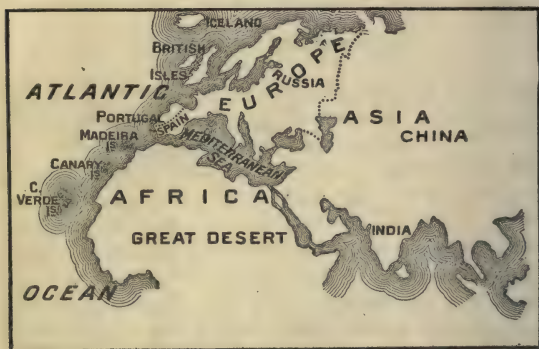 ICELAND
BRITISH
ISLES
EUROPE
RUSSIA
ATLANTIC
PORTUGAL
SPAIN
MADEIRA
IS
MEDITERRANEAN
SEA
ASIA
CHINA
CANARY
IS
C.
VERDE
IS
AFRICA
GREAT DESERT
INDIA
OCEAN